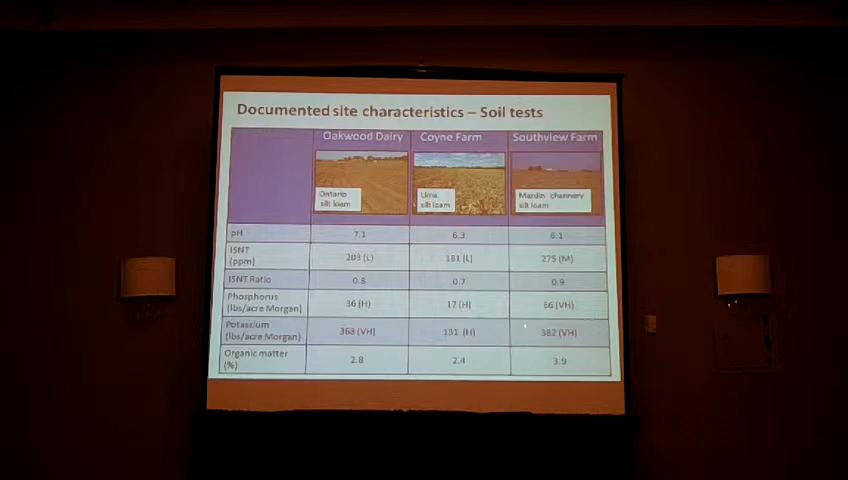 Documented site characteristics – Soil tests
Oakwood Dairy Coyne Farm Southview Farm
Ontario silt loam
Lima silt loam
Mardin channery silt loam
pH 7.1 6.3 6.1
ISNT (ppm) 203 (L) 181 (L) 275 (M)
ISNT Ratio 0.8 0.7 0.9
Phosphorus (lbs/acre Morgan) 36 (H) 17 (H) 66 (VH)
Potassium (lbs/acre Morgan) 368 (VH) 131 (H) 382 (VH)
Organic matter (%) 2.8 2.4 3.9